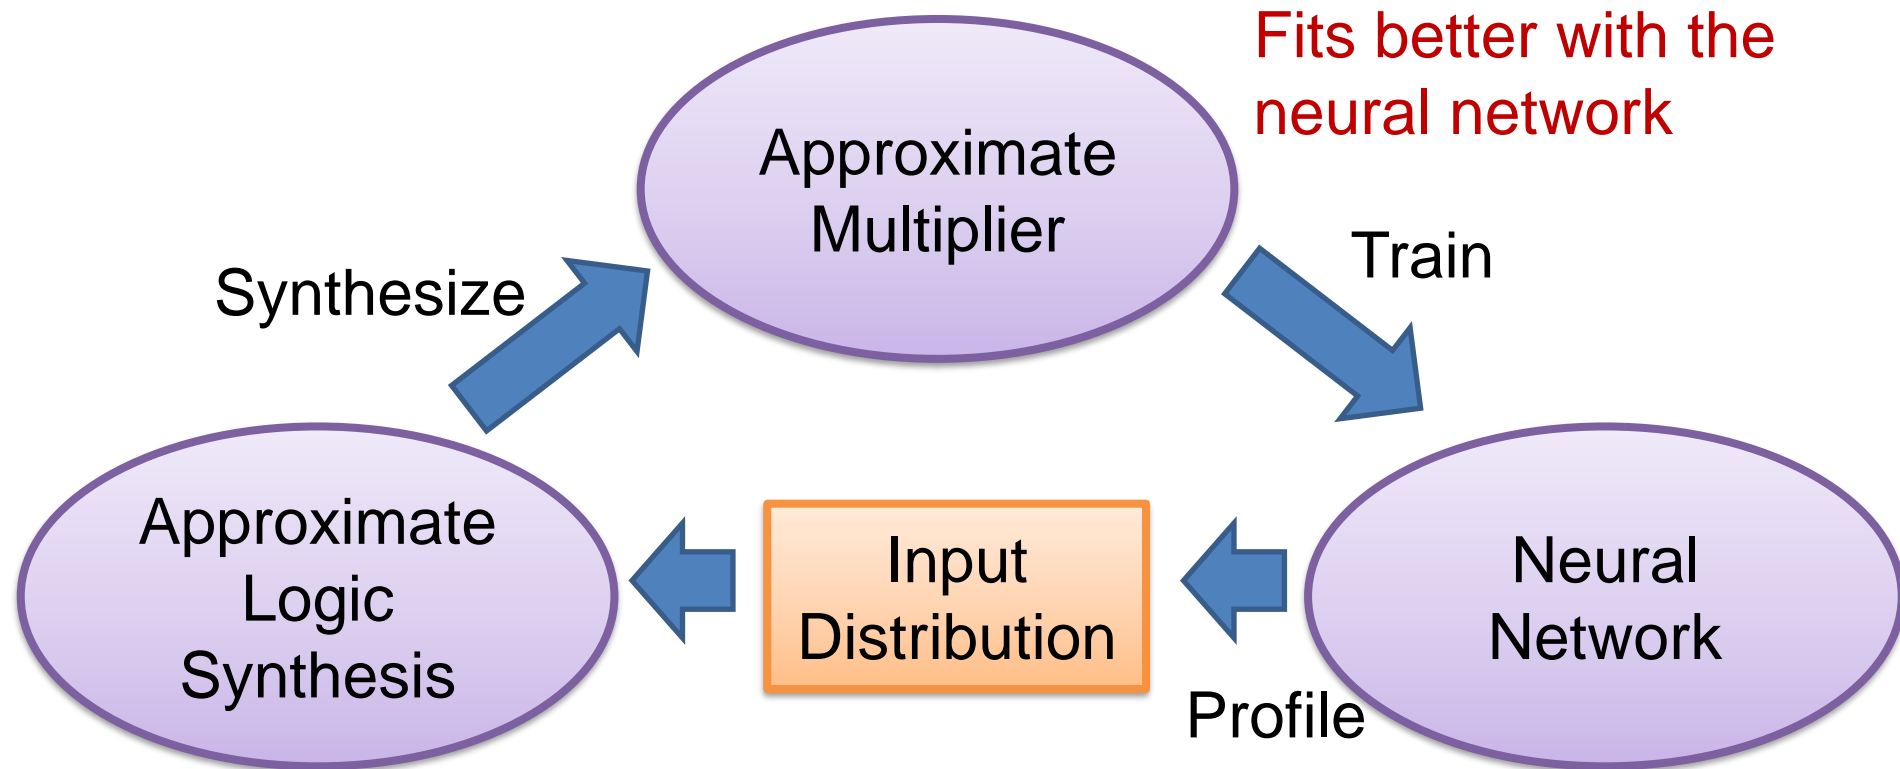 Fits better with the
neural network
Approximate
Multiplier
Train
Synthesize
Approximate
Logic
Synthesis
Input
Distribution
Neural
Network
Profile